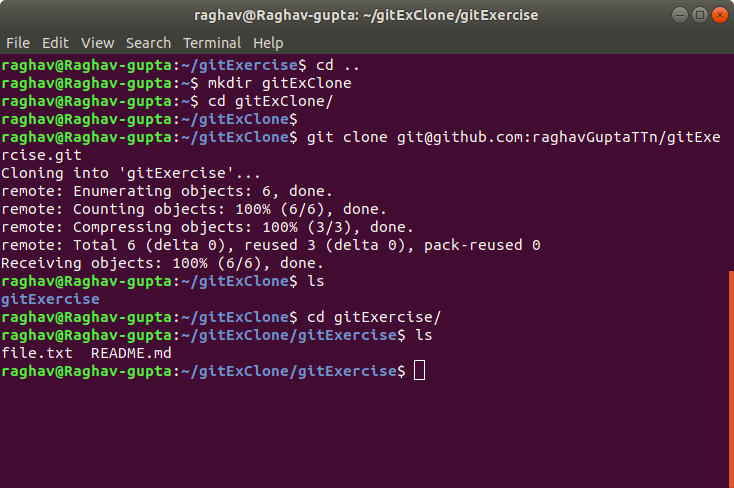 raghav@Raghav-gupta: ~/gitExClone/gitExercise
File Edit View Search Terminal Help
raghav@Raghav-gupta:~/gitExercise$ cd ..
raghav@Raghav-gupta:~$ mkdir gitExClone
raghav@Raghav-gupta:~$ cd gitExClone/
raghav@Raghav-gupta:~/gitExClone$
raghav@Raghav-gupta:~/gitExClone$ git clone git@github.com:raghavGuptaTTn/gitExe
rcise.git
Cloning into 'gitExercise'...
remote: Enumerating objects: 6, done.
remote: Counting objects: 100% (6/6), done.
remote: Compressing objects: 100% (3/3), done.
remote: Total 6 (delta 0), reused 3 (delta 0), pack-reused 0
Receiving objects: 100% (6/6), done.
raghav@Raghav-gupta:~/gitExClone$ ls
gitExercise
raghav@Raghav-gupta:~/gitExClone$ cd gitExercise/
raghav@Raghav-gupta:~/gitExClone/gitExercise$ ls
file.txt  README.md
raghav@Raghav-gupta:~/gitExClone/gitExercise$